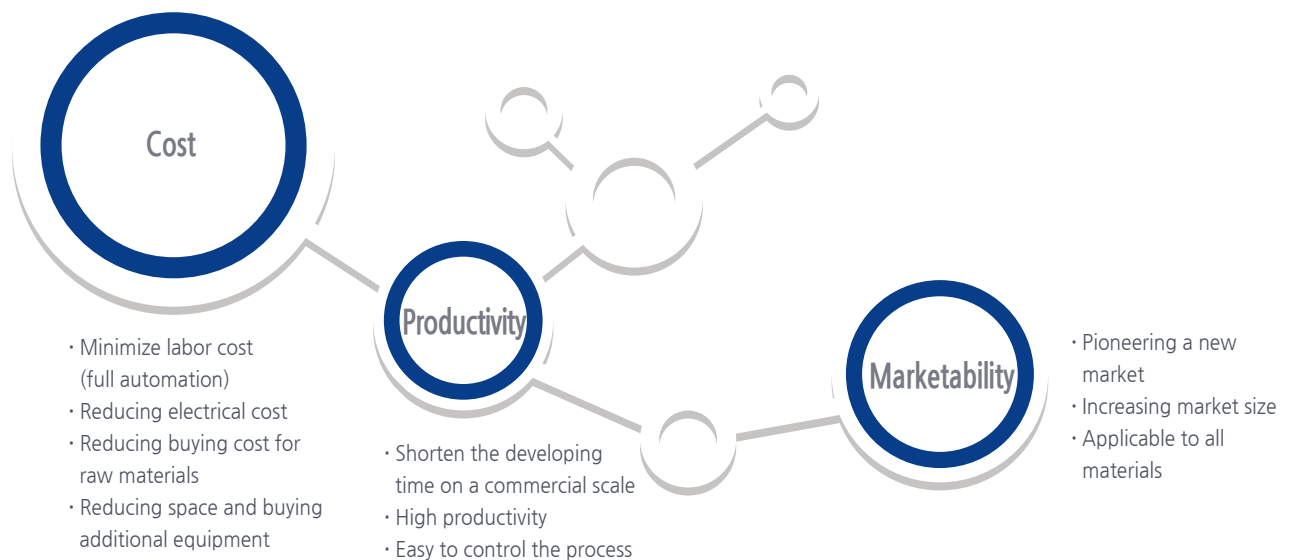 Cost
· Minimize labor cost
(full automation)
· Reducing electrical cost
· Reducing buying cost for
raw materials
· Reducing space and buying
additional equipment
Productivity
· Shorten the developing
time on a commercial scale
· High productivity
· Easy to control the process
Marketability
· Pioneering a new
market
· Increasing market size
· Applicable to all
materials